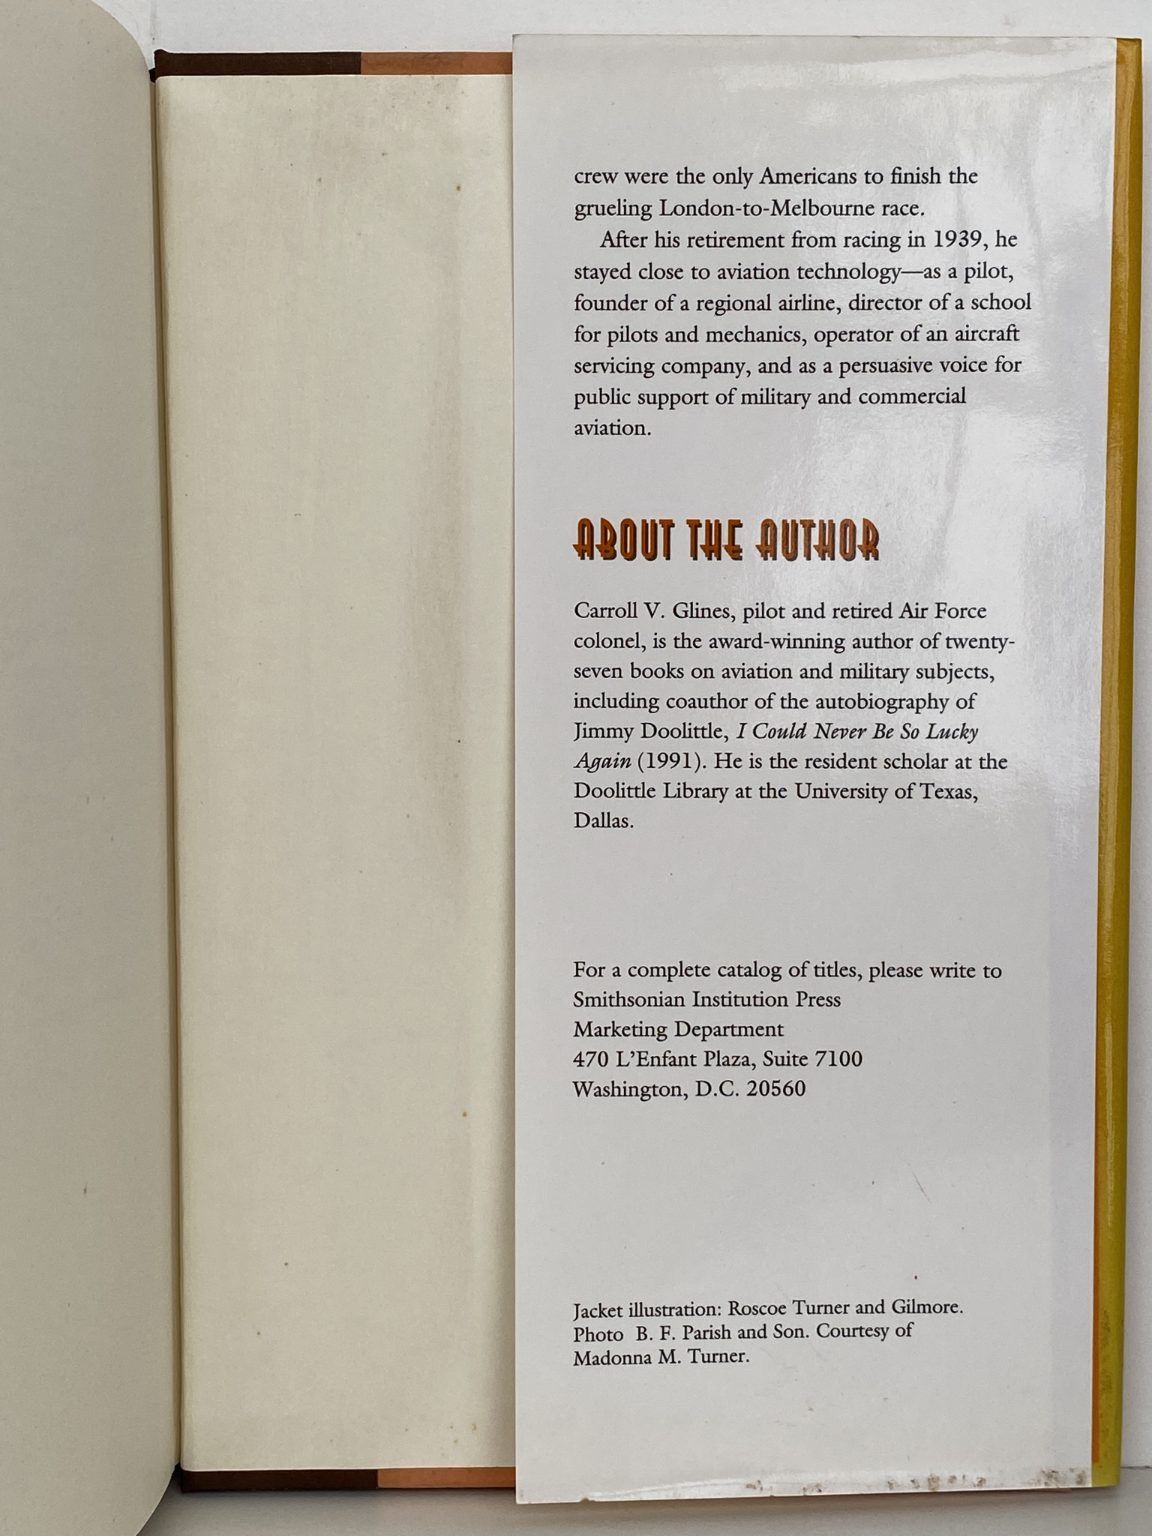 crew were the only Americans to finish the
grueling London-to-Melbourne race.
After his retirement from racing in 1939, he
stayed close to aviation technology—as a pilot,
founder of a regional airline, director of a school
for pilots and mechanics, operator of an aircraft
servicing company, and as a persuasive voice for
public support of military and commercial
aviation.
ABOUT THE AUTHOR
Carroll V. Glines, pilot and retired Air Force
colonel, is the award-winning author of twenty-
seven books on aviation and military subjects,
including coauthor of the autobiography of
Jimmy Doolittle, I Could Never Be So Lucky
Again (1991). He is the resident scholar at the
Doolittle Library at the University of Texas,
Dallas.
For a complete catalog of titles, please write to
Smithsonian Institution Press
Marketing Department
470 L’Enfant Plaza, Suite 7100
Washington, D.C. 20560
Jacket illustration: Roscoe Turner and Gilmore.
Photo B. F. Parish and Son. Courtesy of
Madonna M. Turner.